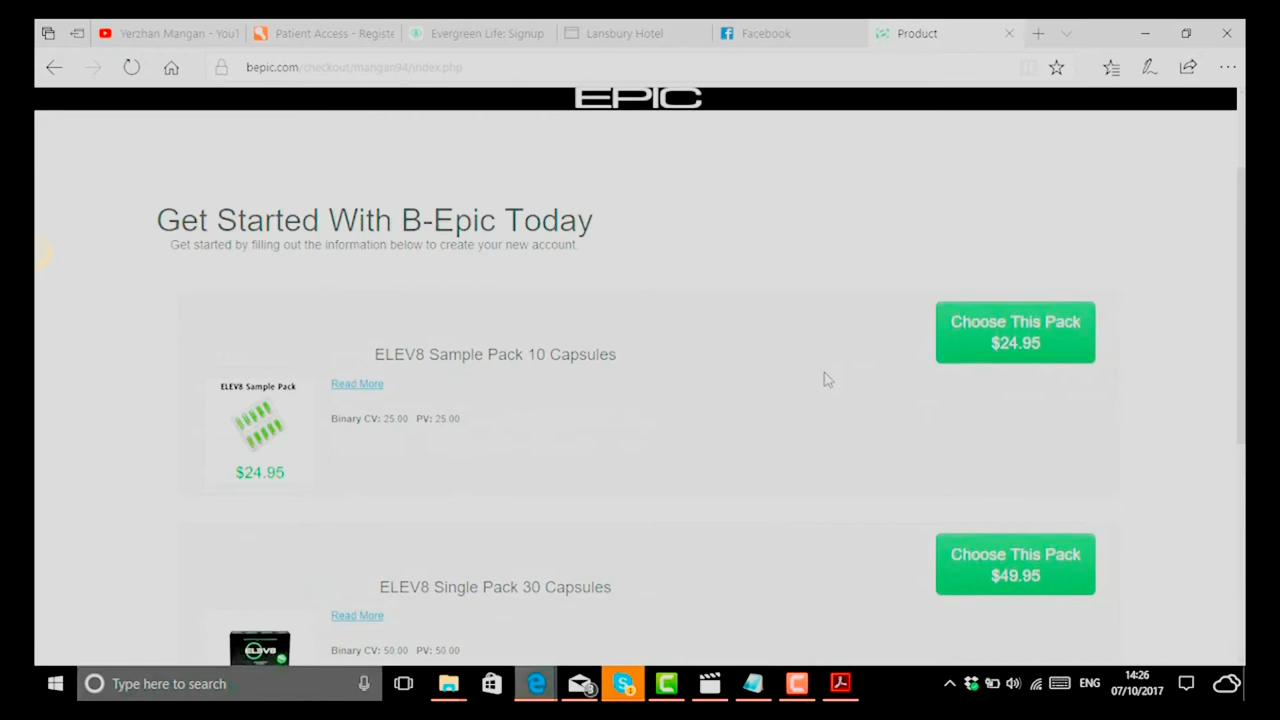 Yerzhan Mangan - YouT
Patient Access - Registe
Evergreen Life: Signup
Lansbury Hotel
Facebook
Product
bepic.com/checkout/mangan94/index.php
EPIC
Get Started With B-Epic Today
Get started by filling out the information below to create your new account.
Choose This Pack
$24.95
ELEV8 Sample Pack 10 Capsules
Read More
ELEV8 Sample Pack
Binary CV: 25.00 PV: 25.00
$24.95
Choose This Pack
$49.95
ELEV8 Single Pack 30 Capsules
Read More
ELEV8
Binary CV: 50.00 PV: 50.00
Type here to search
ENG
14:26
07/10/2017